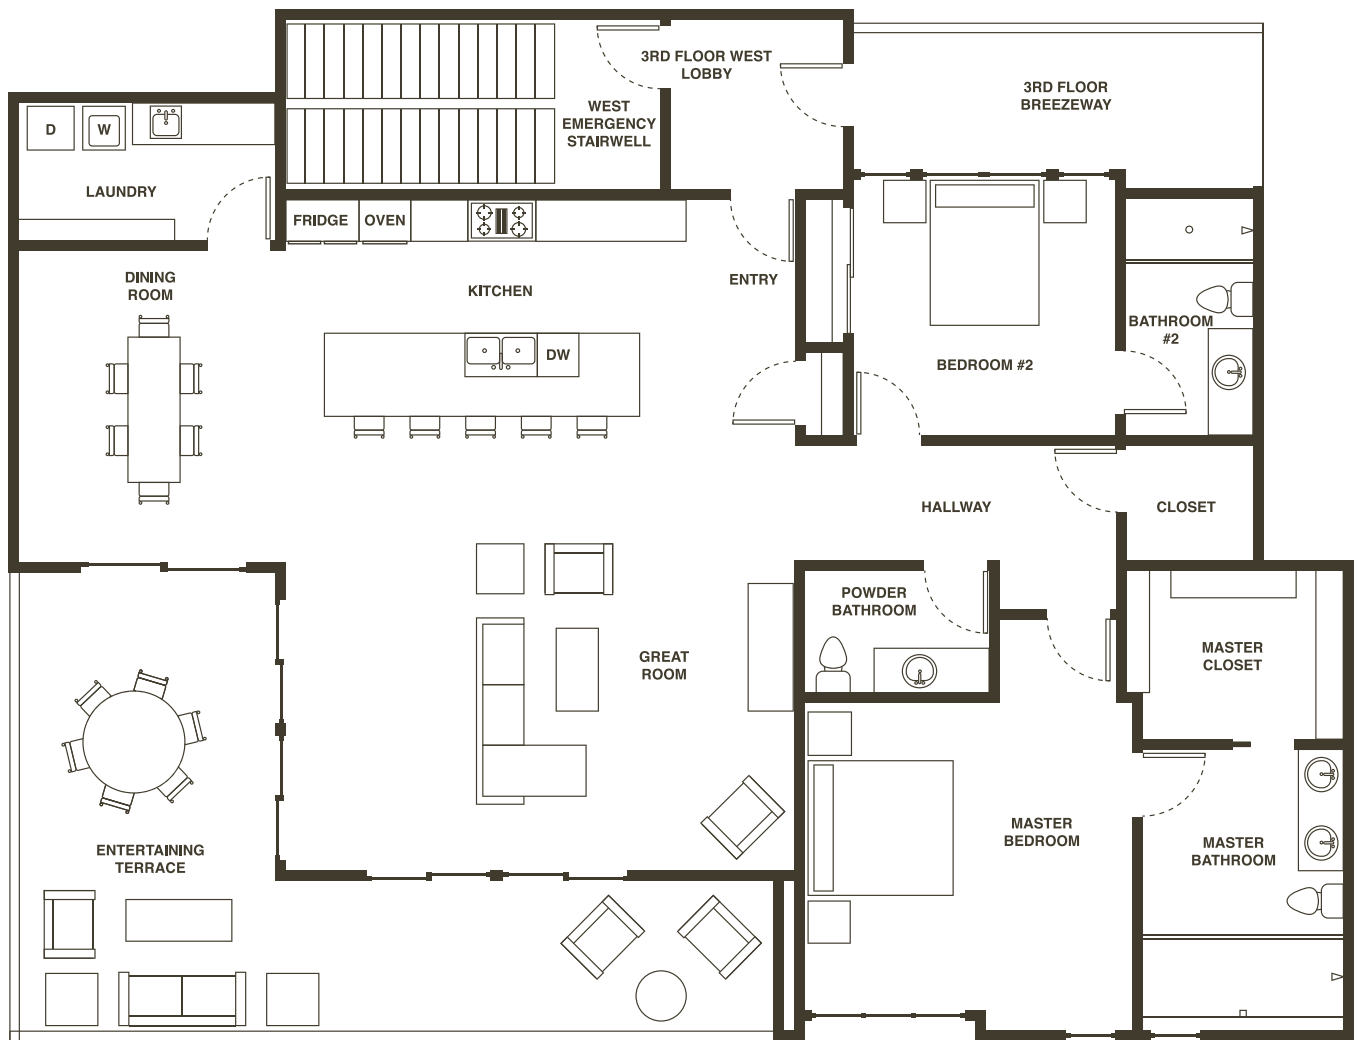 3RD FLOOR WEST
LOBBY
3RD FLOOR
BREEZEWAY
WEST
EMERGENCY
STAIRWELL
D
W
LAUNDRY
FRIDGE
OVEN
DINING
ROOM
KITCHEN
ENTRY
DW
BATHROOM
#2
BEDROOM #2
HALLWAY
CLOSET
POWDER
BATHROOM
GREAT
ROOM
MASTER
CLOSET
MASTER
BEDROOM
MASTER
BATHROOM
ENTERTAINING
TERRACE